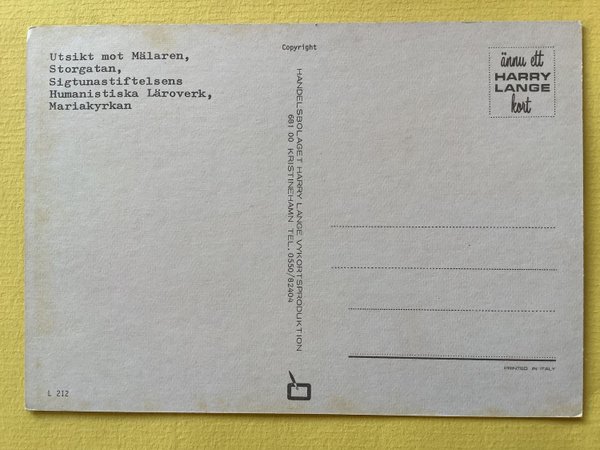 Utsikt mot Mälaren,
Storgatan,
Sigtunastiftelsens
Humanistiska Läroverk,
Mariakyrkan
Copyright
HANDELSBOLAGET HARRY LANGE VYKORTSPRODUKTION
681 00 KRISTINEHAMN TEL. 0550/82404
ännu ett
HARRY
LANGE
kort
PRINTED IN ITALY
L 212